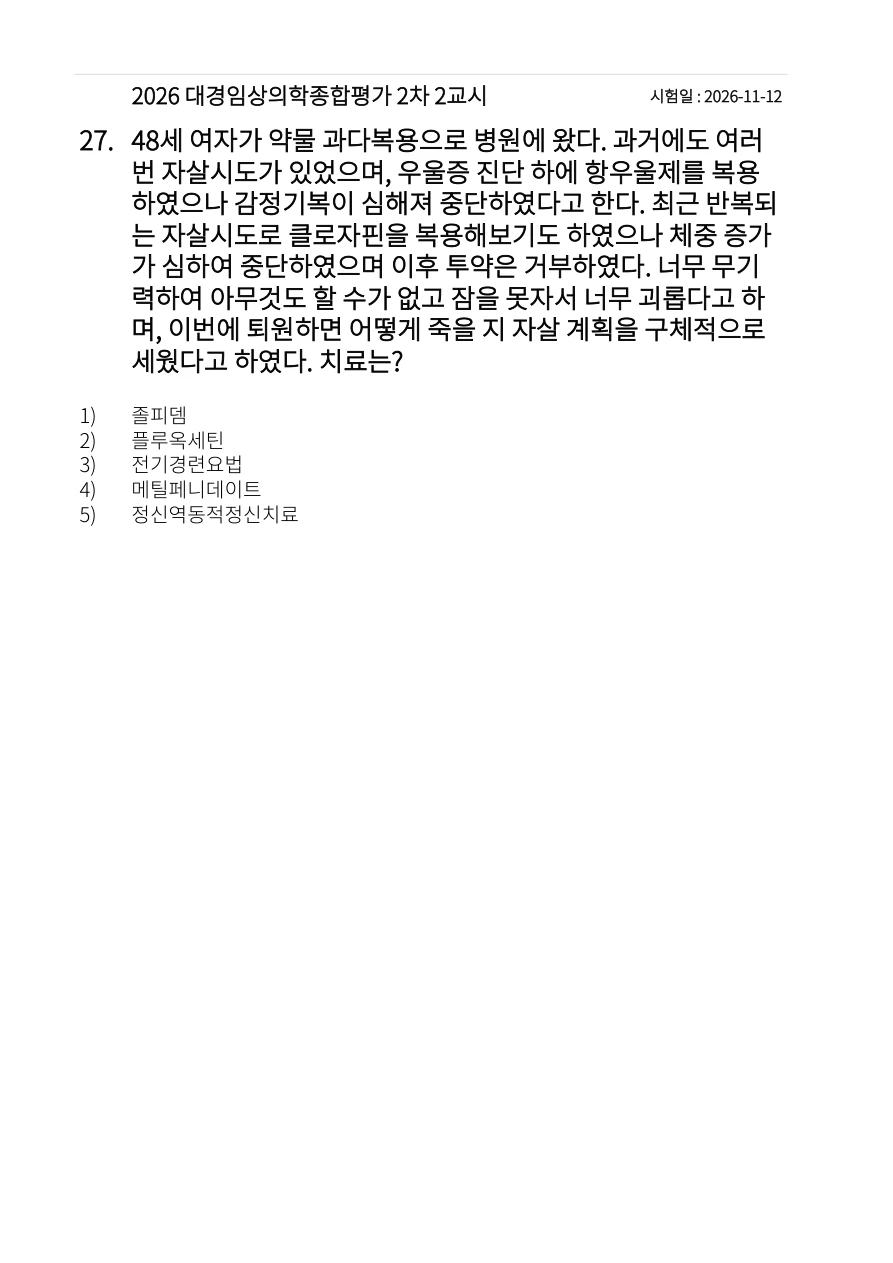 2026 대경임상의학종합평가 2차 2교시 시험일 : 2026-11-12
27. 48세 여자가 약물 과다복용으로 병원에 왔다. 과거에도 여러
번 자살시도가 있었으며, 우울증 진단 하에 항우울제를 복용
하였으나 감정기복이 심해져 중단하였다고 한다. 최근 반복되
는 자살시도로 클로자핀을 복용해보기도 하였으나 체중 증가
가 심하여 중단하였으며 이후 투약은 거부하였다. 너무 무기
력하여 아무것도 할 수가 없고 잠을 못자서 너무 괴롭다고 하
며, 이번에 퇴원하면 어떻게 죽을 지 자살 계획을 구체적으로
세웠다고 하였다. 치료는?
1) 졸피뎀
2) 플루옥세틴
3) 전기경련요법
4) 메틸페니데이트
5) 정신역동적정신치료